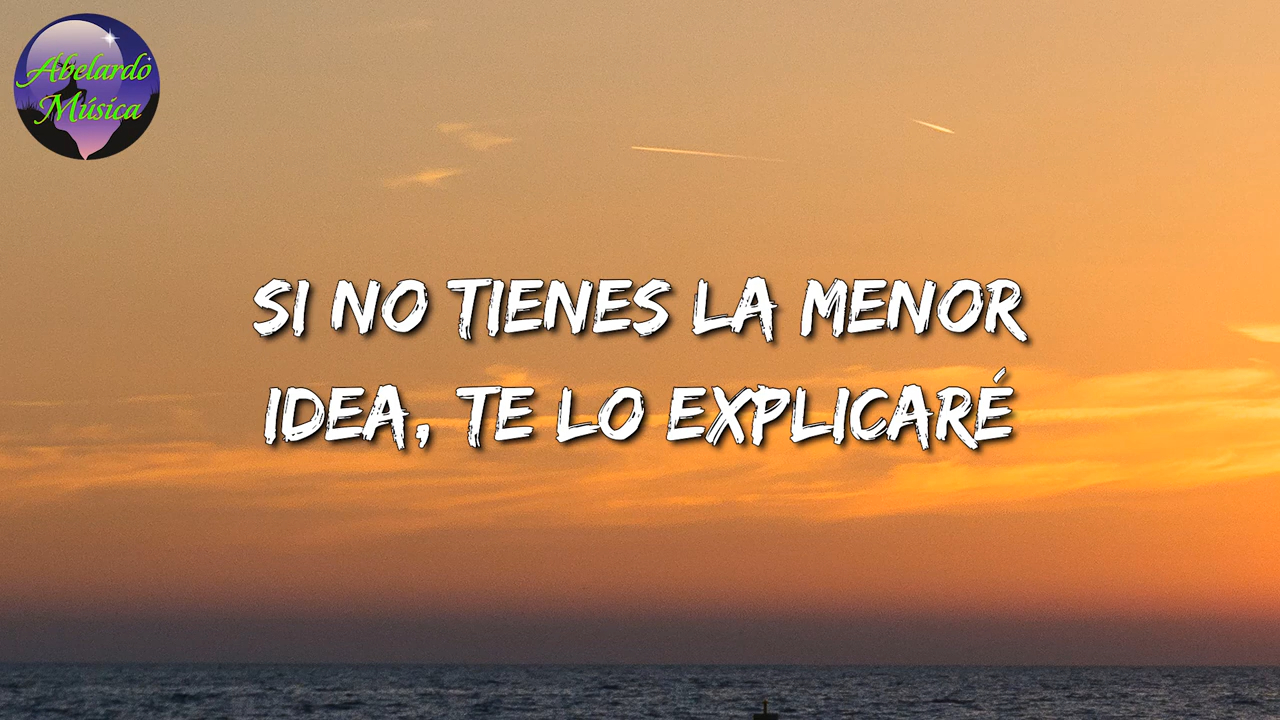 Abelardo
Música
SI NO TIENES LA MENOR
IDEA, TE LO EXPLICARÉ